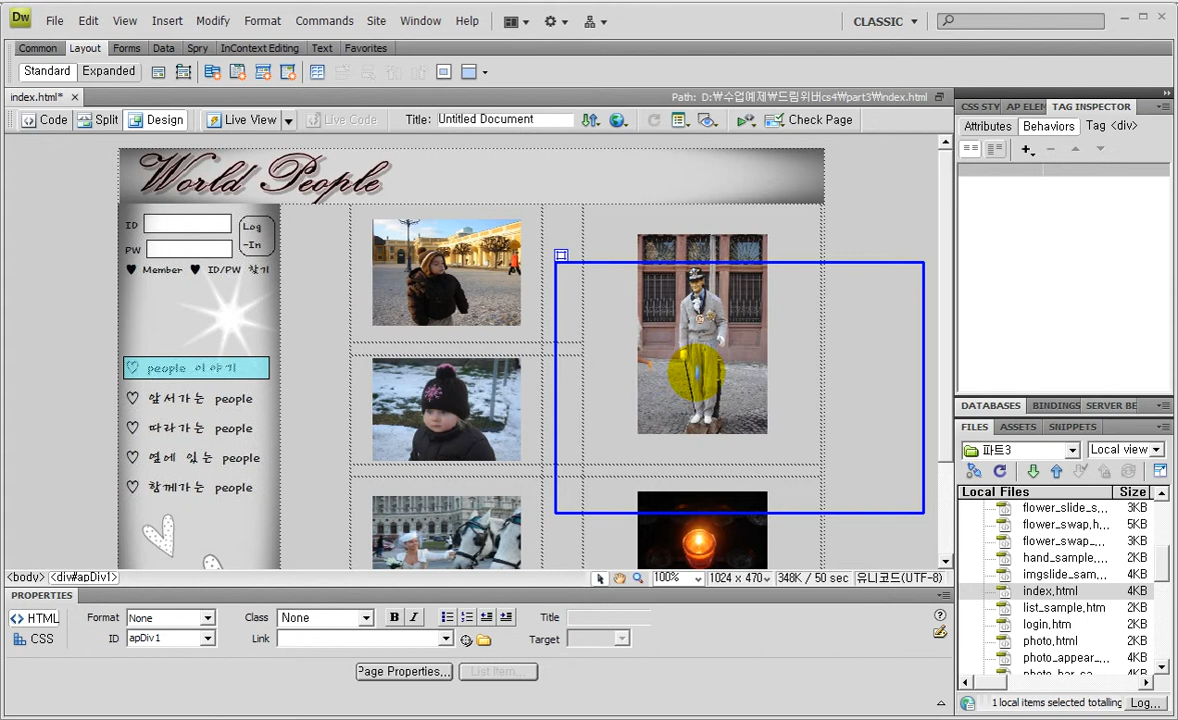 Dw File Edit View Insert Modify Format Commands Site Window Help CLASSIC
Common Layout Forms Data Spry InContext Editing Text Favorites
Standard Expanded
index.html* Path: D:₩수업예제₩드림위버cs4₩part3₩index.html
Code Split Design Live View Live Code Title: Untitled Document Check Page
CSS STY AP ELEM TAG INSPECTOR
Attributes Behaviors Tag <div>
World People
ID
Log
-In
PW
Member ID/PW 찾기
people 이야기
앞서가는 people
따라가는 people
옆에 있는 people
함께가는 people
DATABASES BINDINGS SERVER BE
FILES ASSETS SNIPPETS
파트3 Local view
Local Files Size
flower_slide_s... 3KB
flower_swap,h... 5KB
flower_swap_... 3KB
hand_sample,... 2KB
imgslide_sam... 4KB
index,html 4KB
list_sample,htm 2KB
login,htm 2KB
photo,html 2KB
photo_appear_... 4KB
photo_bar_sa...
1 local items selected totalling Log...
<body> <div#apDiv1> 100% 1024 x 470 348K / 50 sec 유니코드(UTF-8)
PROPERTIES
HTML Format None Class None B I Title
CSS ID apDiv1 Link Target
Page Properties... List Item...